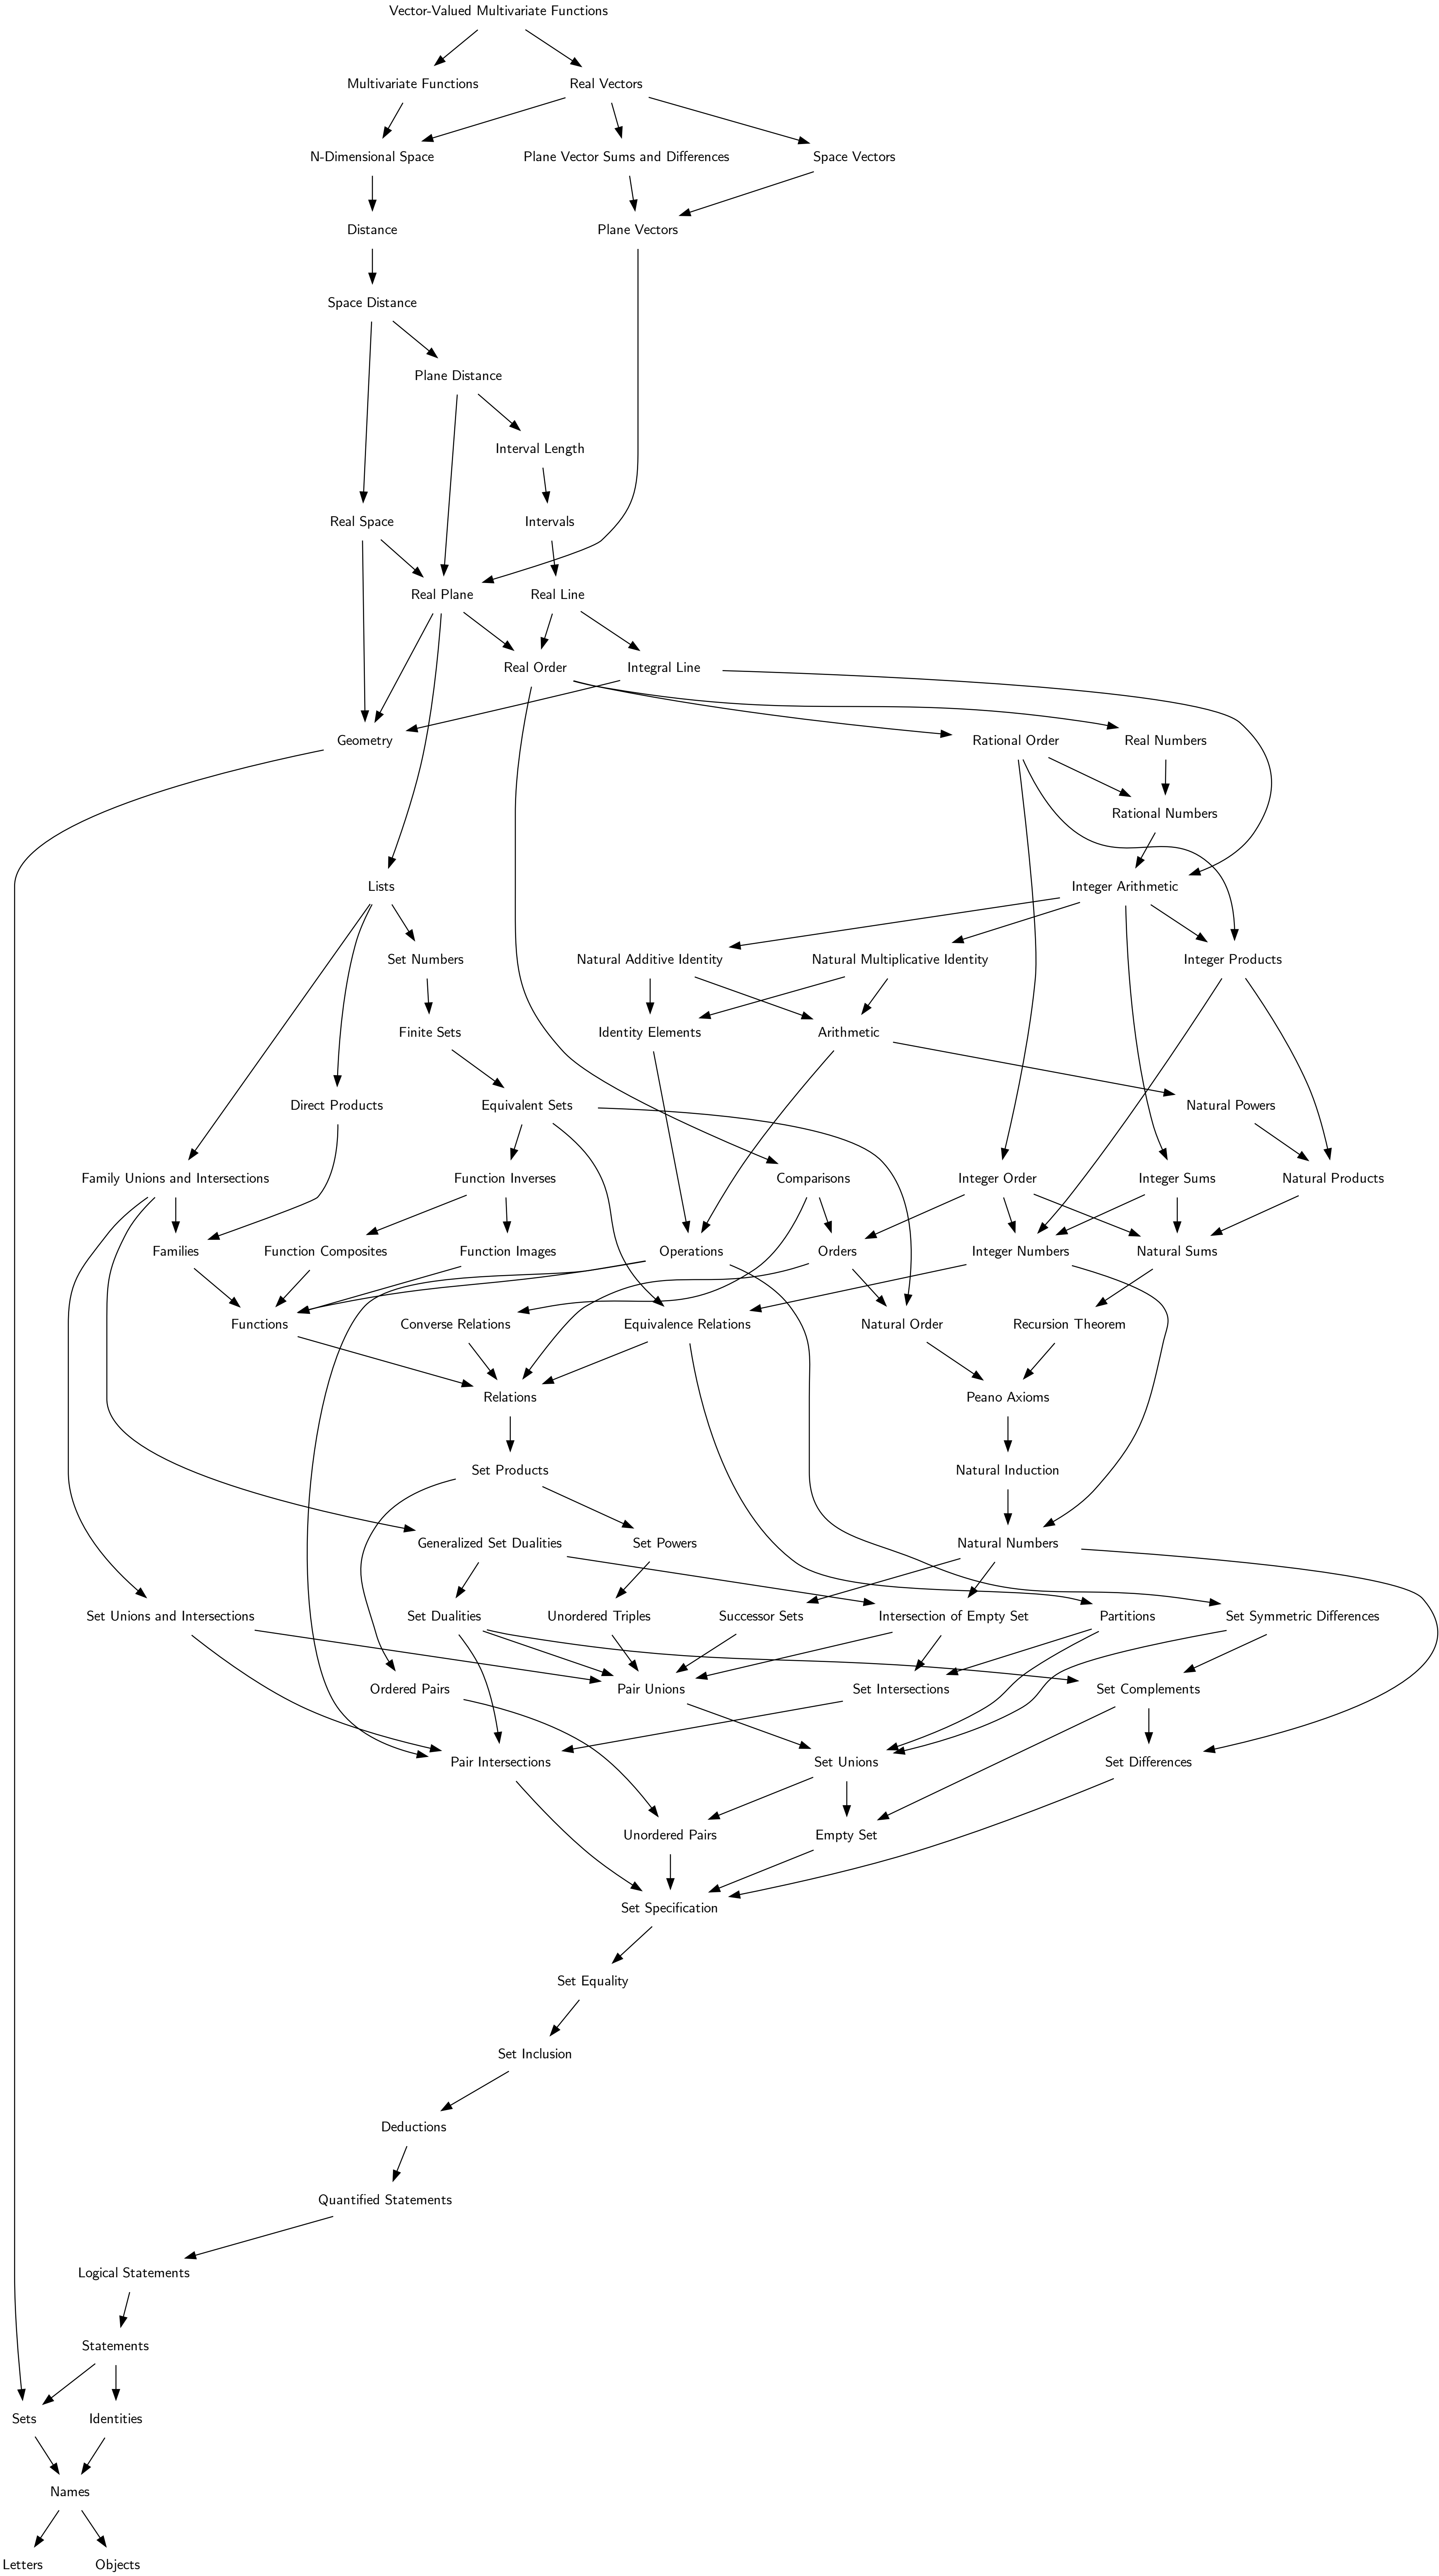 Vector-Valued Multivariate Functions
Multivariate Functions
Real Vectors
N-Dimensional Space
Plane Vector Sums and Differences
Space Vectors
Distance
Plane Vectors
Space Distance
Plane Distance
Interval Length
Real Space
Intervals
Real Plane
Real Line
Real Order
Integral Line
Geometry
Rational Order
Real Numbers
Rational Numbers
Lists
Integer Arithmetic
Set Numbers
Natural Additive Identity
Natural Multiplicative Identity
Integer Products
Finite Sets
Identity Elements
Arithmetic
Direct Products
Equivalent Sets
Natural Powers
Family Unions and Intersections
Function Inverses
Comparisons
Integer Order
Integer Sums
Natural Products
Families
Function Composites
Function Images
Operations
Orders
Integer Numbers
Natural Sums
Functions
Converse Relations
Equivalence Relations
Natural Order
Recursion Theorem
Relations
Peano Axioms
Set Products
Natural Induction
Generalized Set Dualities
Set Powers
Natural Numbers
Set Unions and Intersections
Set Dualities
Unordered Triples
Successor Sets
Intersection of Empty Set
Partitions
Set Symmetric Differences
Ordered Pairs
Pair Unions
Set Intersections
Set Complements
Pair Intersections
Set Unions
Set Differences
Unordered Pairs
Empty Set
Set Specification
Set Equality
Set Inclusion
Deductions
Quantified Statements
Logical Statements
Statements
Sets
Identities
Names
Letters
Objects